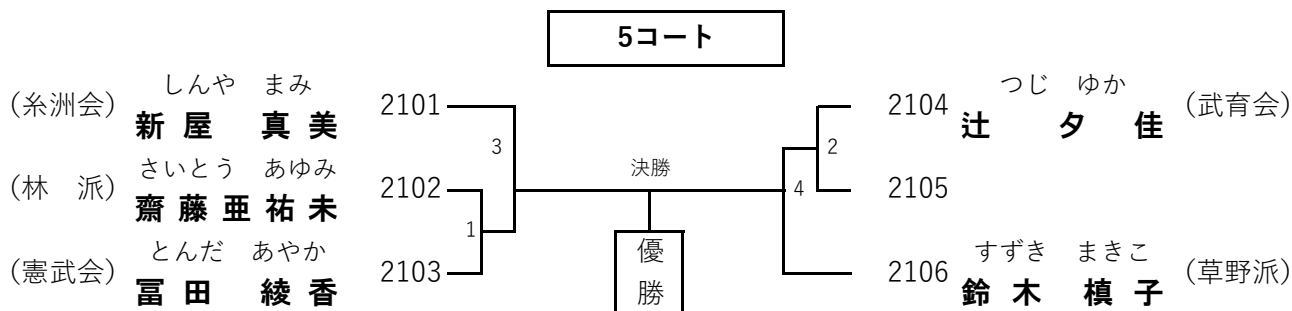 5コート
しんや まみ
(糸洲会) 新屋 真美 2101
さいとう あゆみ
(林 派) 齋藤亜祐未 2102
とんだ あやか
(憲武会) 冨田 綾香 2103
3
1
決勝
優
勝
2
4
つじ ゆか
2104 辻 夕佳 (武育会)
2105
すずき まきこ
2106 鈴木 槙子 (草野派)